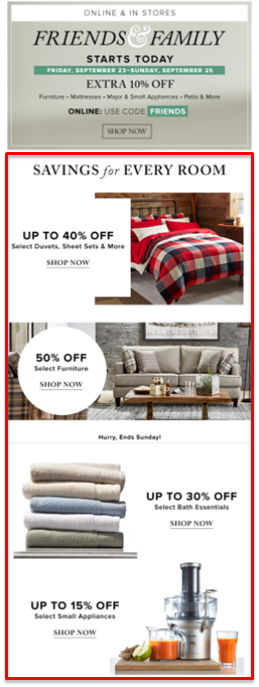 ONLINE & IN STORES
FRIENDS & FAMILY
STARTS TODAY
FRIDAY, SEPTEMBER 23–SUNDAY, SEPTEMBER 25
EXTRA 10% OFF
Furniture • Mattresses • Major & Small Appliances • Patio & More
ONLINE: USE CODE FRIENDS
SHOP NOW
SAVINGS for EVERY ROOM
UP TO 40% OFF
Select Duvets, Sheet Sets & More
SHOP NOW
50% OFF
Select Furniture
SHOP NOW
Hurry, Ends Sunday!
UP TO 30% OFF
Select Bath Essentials
SHOP NOW
UP TO 15% OFF
Select Small Appliances
SHOP NOW